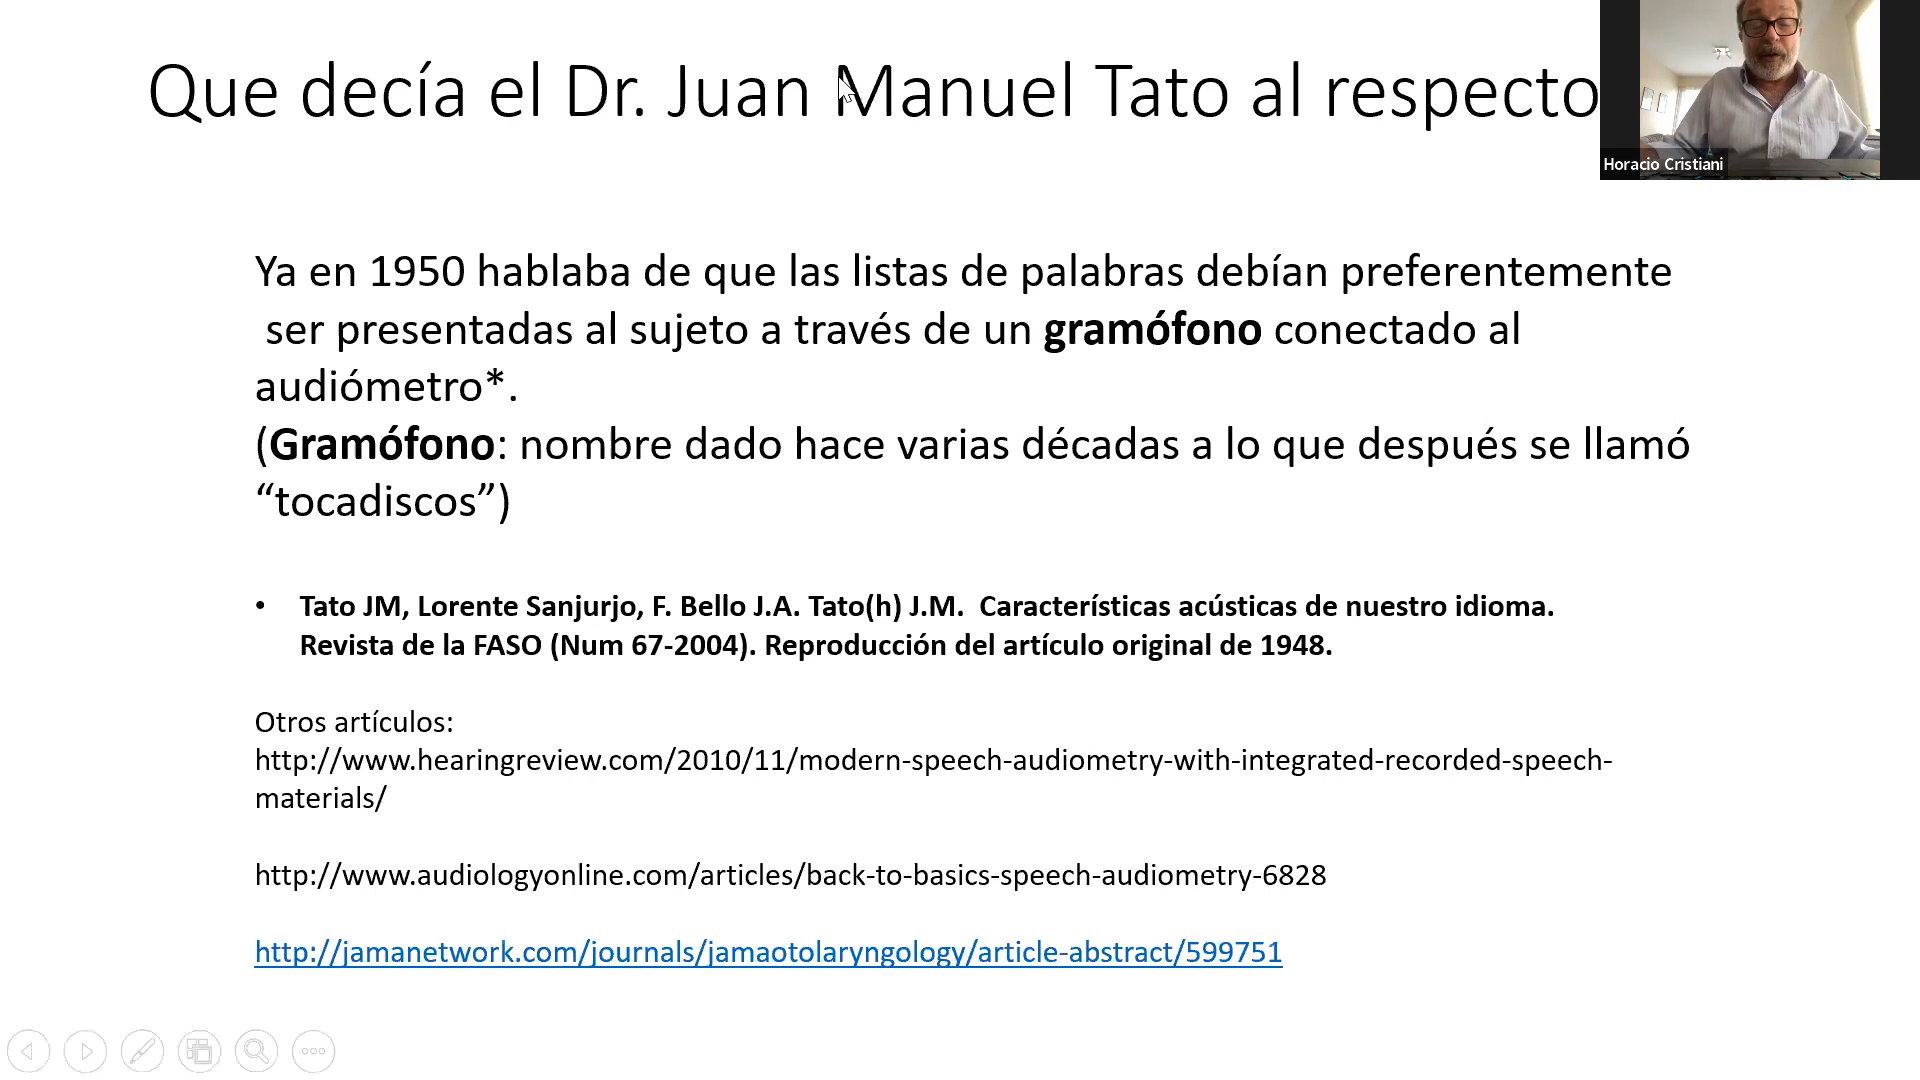 Que decía el Dr. Juan Manuel Tato al respecto
Horacio Cristiani
Ya en 1950 hablaba de que las listas de palabras debían preferentemente
ser presentadas al sujeto a través de un gramófono conectado al
audiómetro*.
(Gramófono: nombre dado hace varias décadas a lo que después se llamó
“tocadiscos”)
• Tato JM, Lorente Sanjurjo, F. Bello J.A. Tato(h) J.M. Características acústicas de nuestro idioma.
Revista de la FASO (Num 67-2004). Reproducción del artículo original de 1948.
Otros artículos:
http://www.hearingreview.com/2010/11/modern-speech-audiometry-with-integrated-recorded-speech-
materials/
http://www.audiologyonline.com/articles/back-to-basics-speech-audiometry-6828
http://jamanetwork.com/journals/jamaotolaryngology/article-abstract/599751